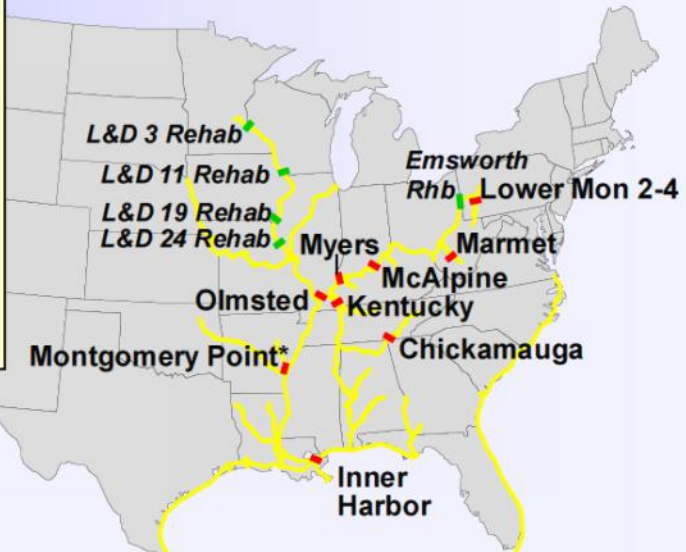 L&D 3 Rehab
L&D 11 Rehab
Emsworth
Rhb
Lower Mon 2-4
L&D 19 Rehab
L&D 24 Rehab
Myers
Marmet
McAlpine
Olmsted
Kentucky
Montgomery Point*
Chickamauga
Inner
Harbor